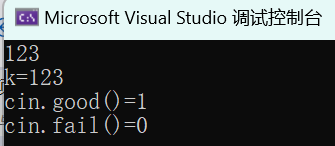 Microsoft Visual Studio 调试控制台
123
k=123
cin.good()=1
cin.fail()=0